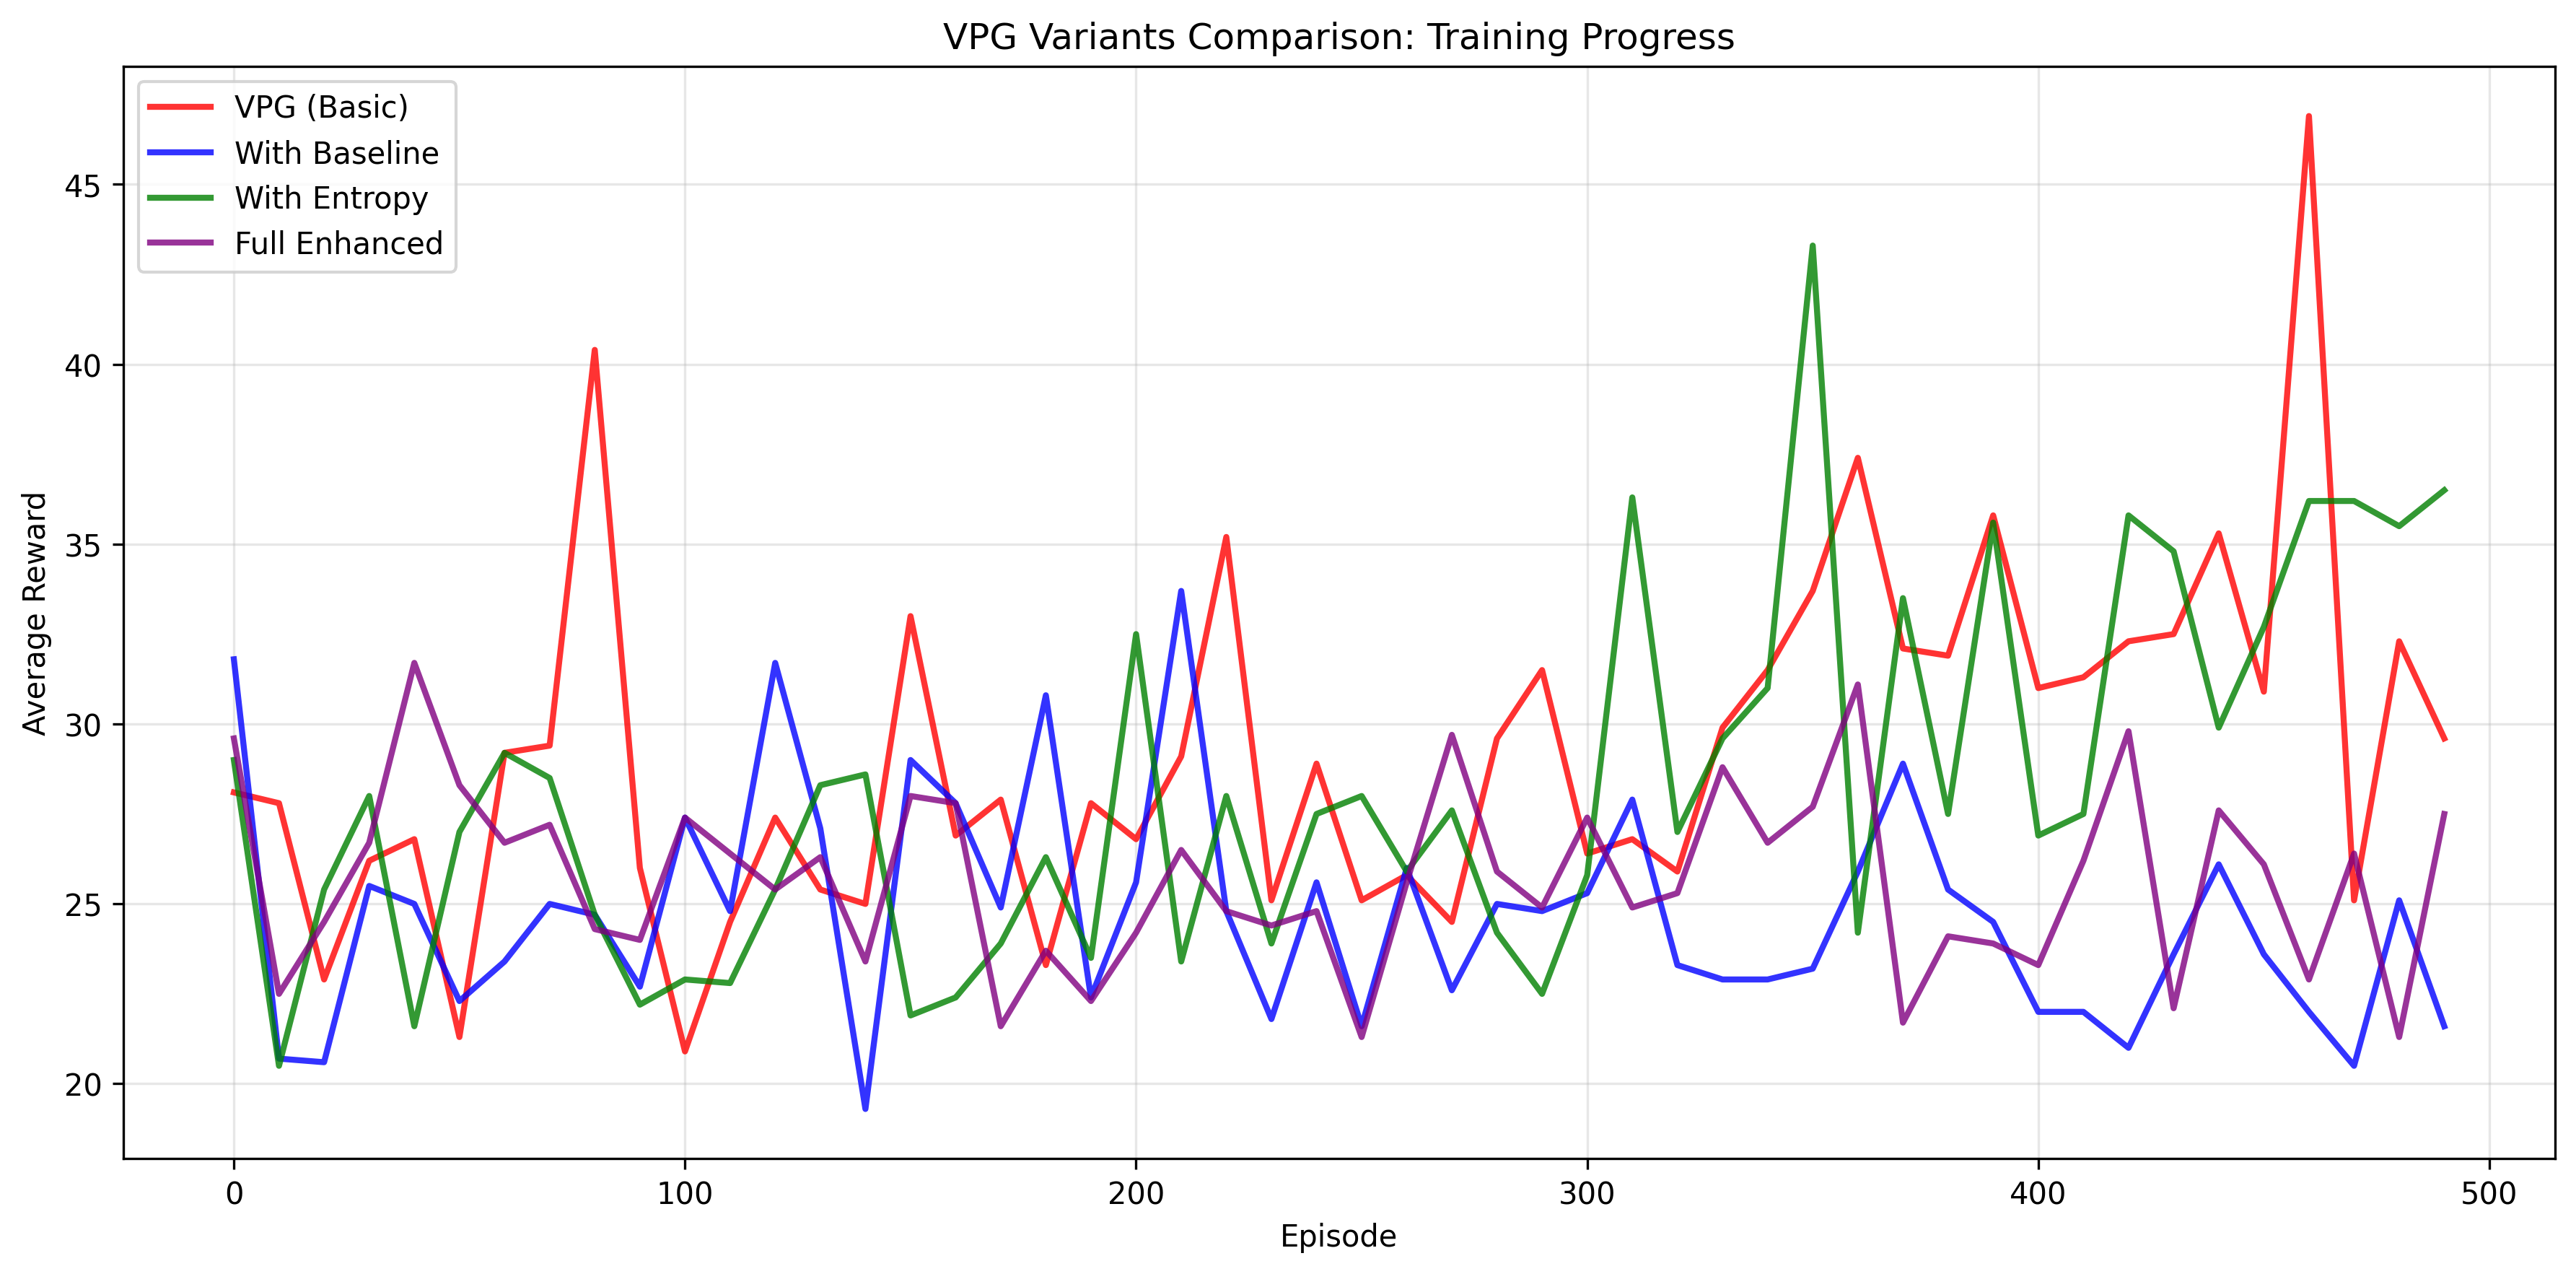 VPG Variants Comparison: Training Progress
VPG (Basic)
With Baseline
With Entropy
Full Enhanced
Average Reward
45
40
35
30
25
20
0 100 200 300 400 500
Episode